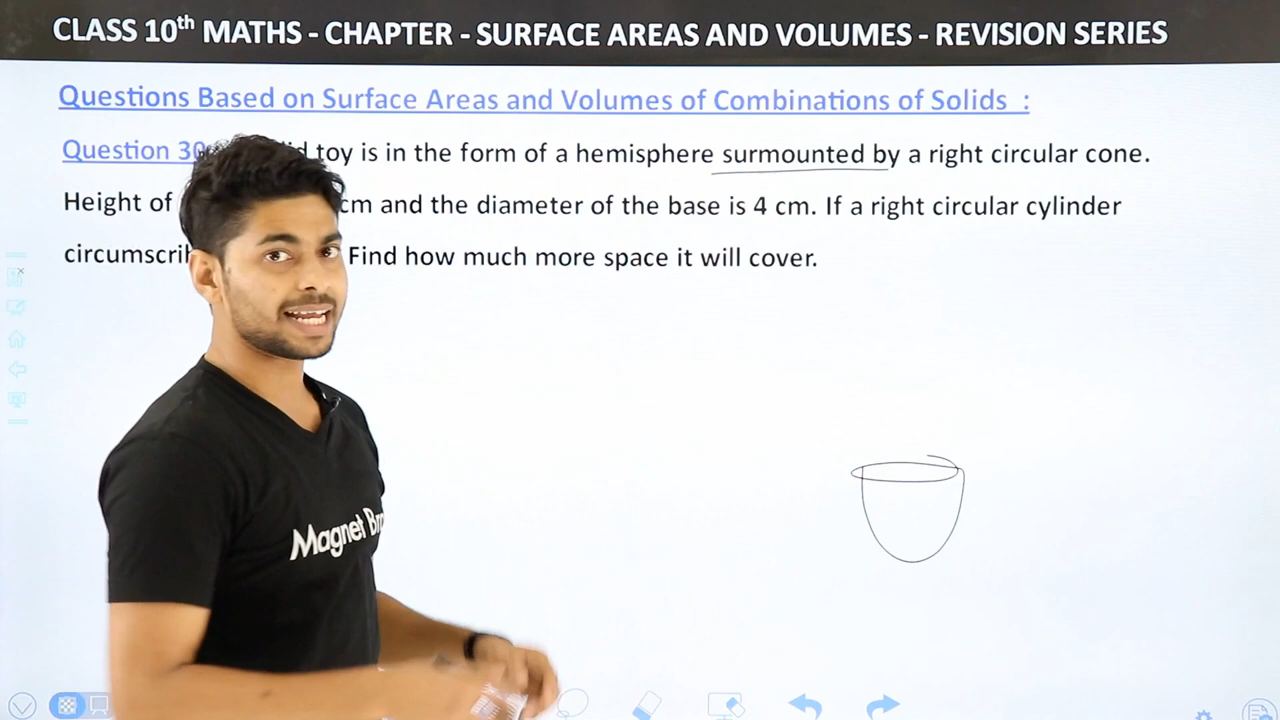 CLASS 10th MATHS - CHAPTER - SURFACE AREAS AND VOLUMES - REVISION SERIES
Questions Based on Surface Areas and Volumes of Combinations of Solids :
Question 30 toy is in the form of a hemisphere surmounted by a right circular cone.
Height of cm and the diameter of the base is 4 cm. If a right circular cylinder
Find how much more space it will cover.
Magnet